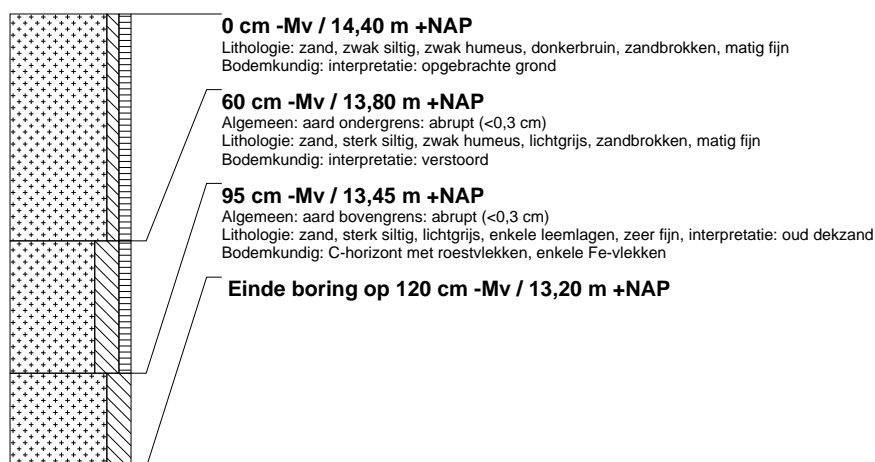 0 cm -Mv / 14,40 m +NAP
Lithologie: zand, zwak siltig, zwak humeus, donkerbruin, zandbrokken, matig fijn
Bodemkundig: interpretatie: opgebrachte grond
60 cm -Mv / 13,80 m +NAP
Algemeen: aard ondergrens: abrupt (<0,3 cm)
Lithologie: zand, sterk siltig, zwak humeus, lichtgrijs, zandbrokken, matig fijn
Bodemkundig: interpretatie: verstoord
95 cm -Mv / 13,45 m +NAP
Algemeen: aard bovengrens: abrupt (<0,3 cm)
Lithologie: zand, sterk siltig, lichtgrijs, enkele leemlagen, zeer fijn, interpretatie: oud dekzand
Bodemkundig: C-horizont met roestvlekken, enkele Fe-vlekken
Einde boring op 120 cm -Mv / 13,20 m +NAP